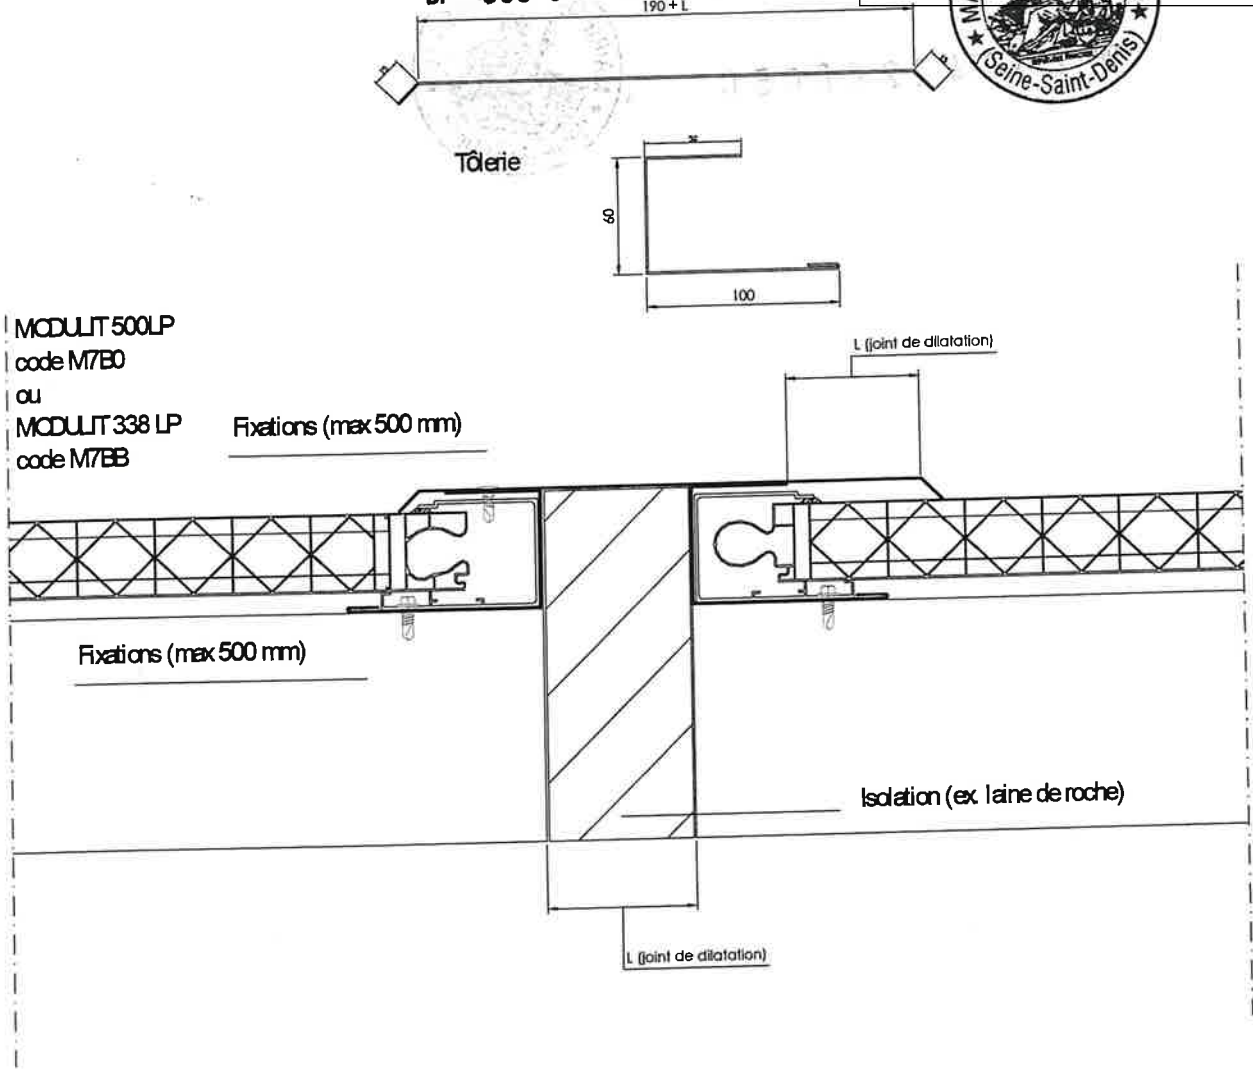 190 + L
★ MA
(Seine-Saint-Denis) ★
Tôlerie
60
100
MODULIT 500LP
code M7B0
ou
MODULIT 338 LP
code M7BB
Fixations (max 500 mm)
L (joint de dilatation)
Fixations (max 500 mm)
Isolation (ex. laine de roche)
L (joint de dilatation)